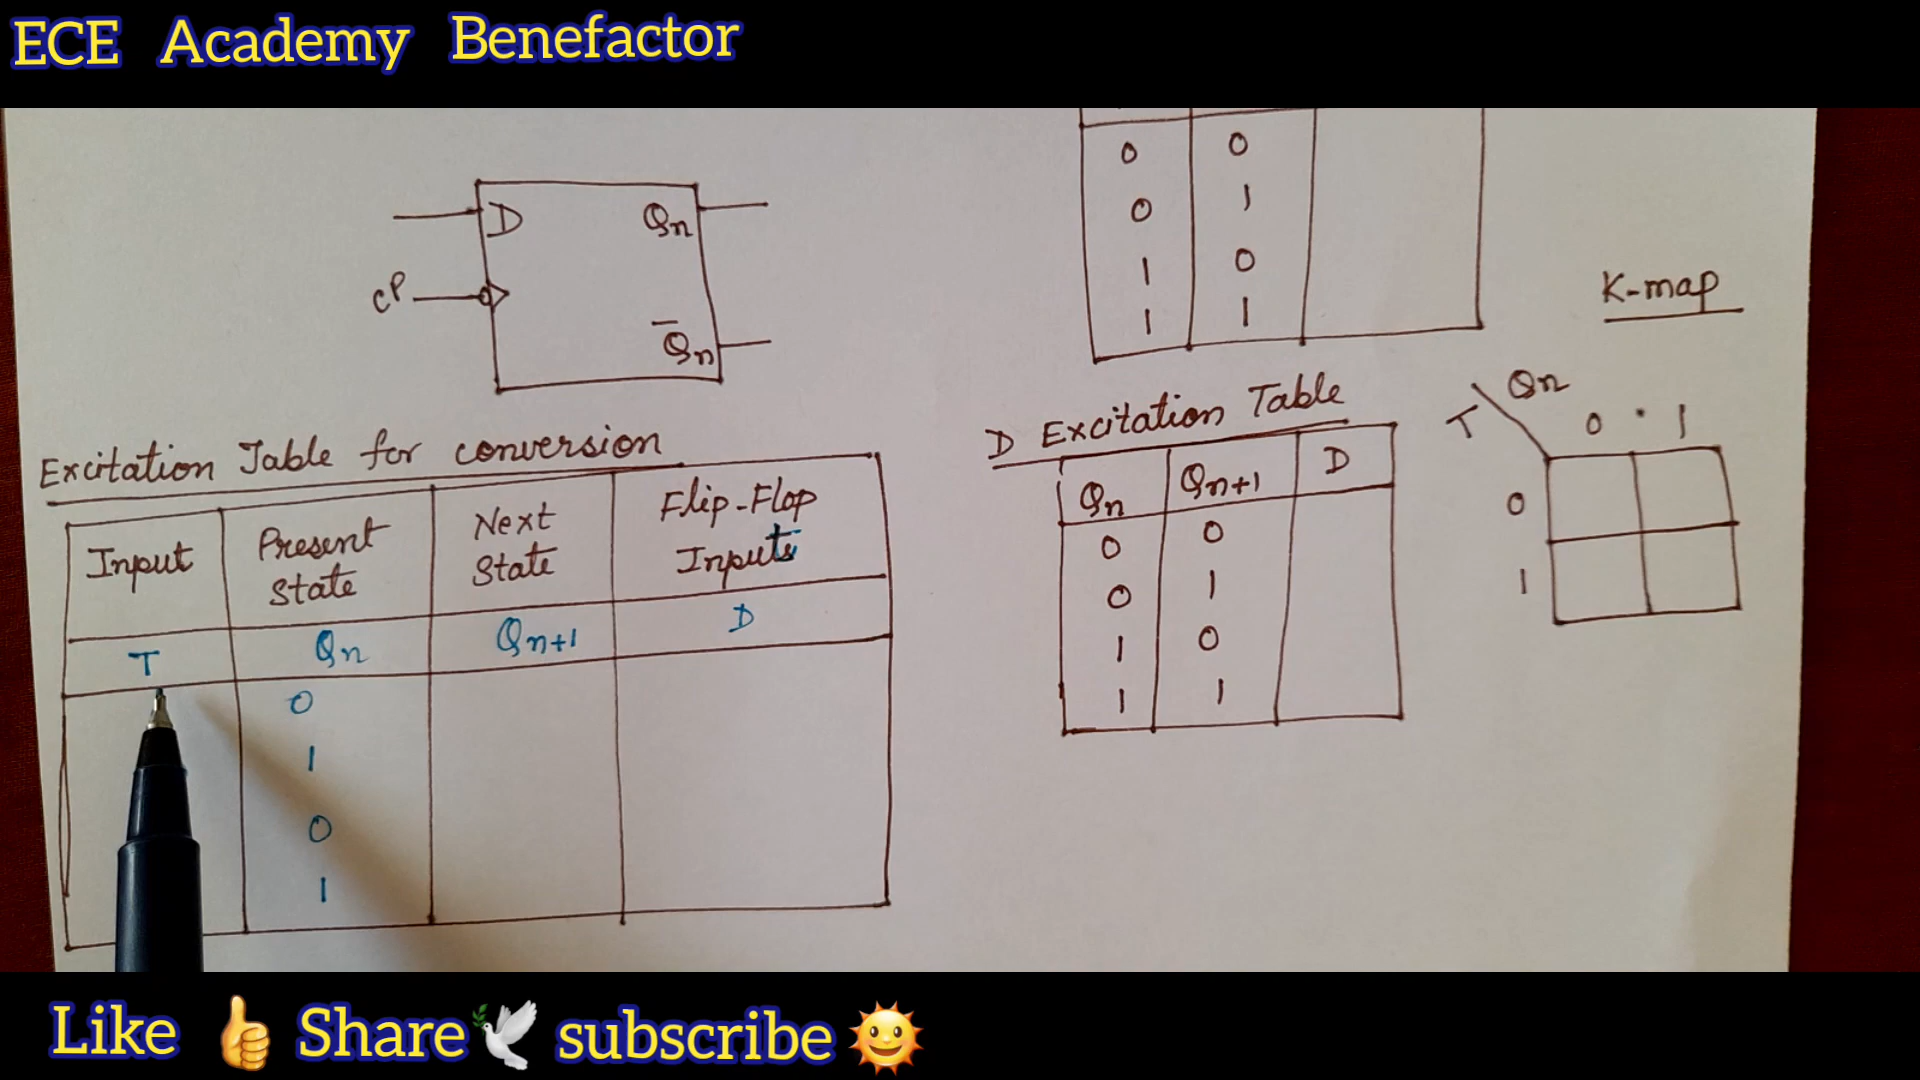 ECE Academy Benefactor
D Qn
CP
Q̅n
0 0
0 1
1 0
1 1
K-map
Excitation Table for conversion
Input Present State Next State Flip-Flop Inputs
T Qn Qn+1 D
0
1
0
1
D Excitation Table
Qn Qn+1 D
0 0
0 1
1 0
1 1
T Qn
0 1
0
1
Like 👍 Share 🕊 subscribe 🌞